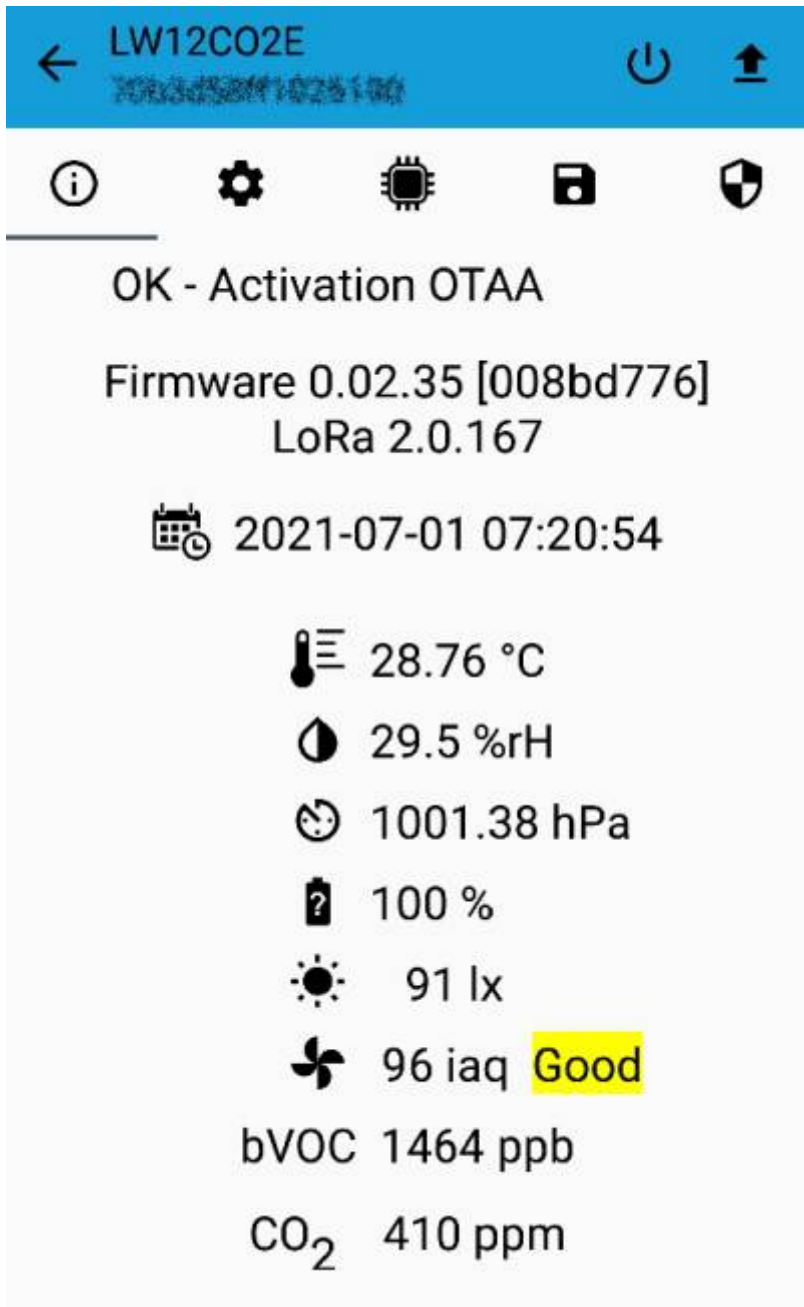 LW12CO2E
OK - Activation OTAA
Firmware 0.02.35 [008bd776]
LoRa 2.0.167
2021-07-01 07:20:54
28.76 °C
29.5 %rH
1001.38 hPa
100 %
91 lx
96 iaq Good
bVOC 1464 ppb
CO₂ 410 ppm